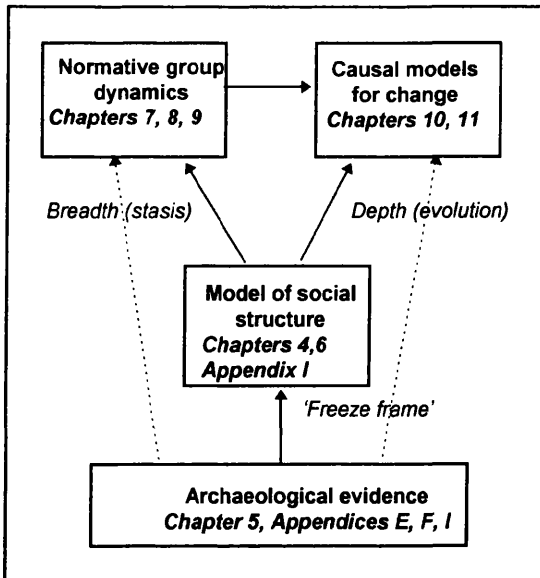 Normative group
dynamics
Chapters 7, 8, 9
Causal models
for change
Chapters 10, 11
Breadth (stasis)
Depth (evolution)
Model of social
structure
Chapters 4,6
Appendix I
'Freeze frame'
Archaeological evidence
Chapter 5, Appendices E, F, I